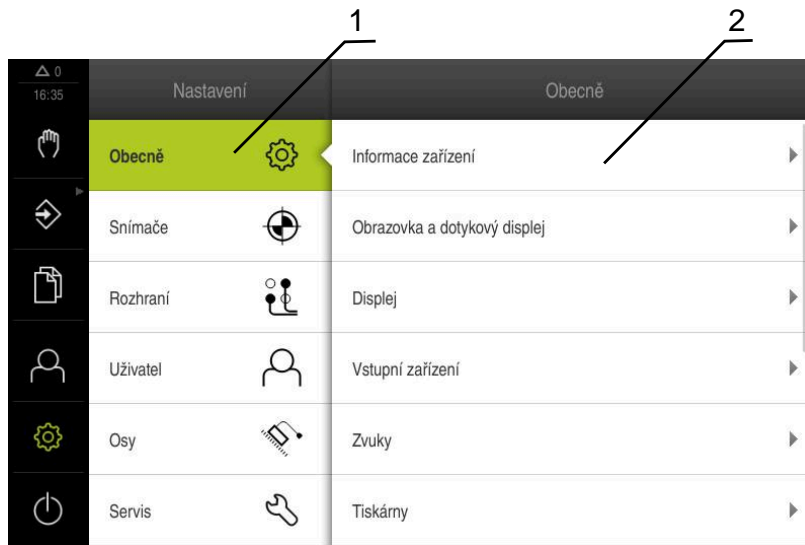 1
2
0
16:35
Nastavení
Obecně
Obecně
Informace zařízení
Snímače
Obrazovka a dotykový displej
Rozhraní
Displej
Uživatel
Vstupní zařízení
Osy
Zvuky
Servis
Tiskárny